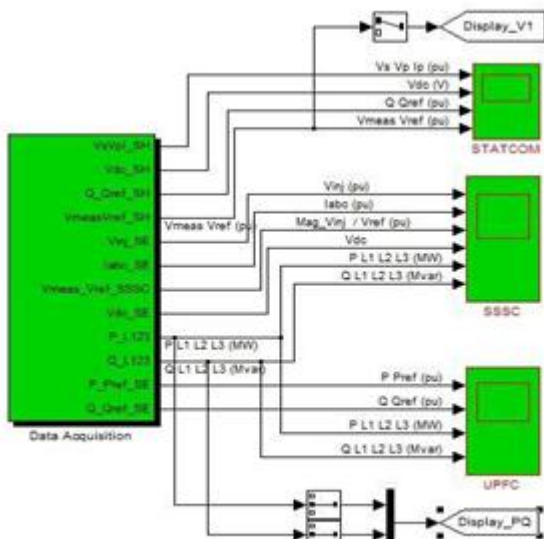 Display_V1
Vs Vp Ip (pu)
Vdc (V)
Q Qref (pu)
Vmeas Vref (pu)
STATCOM
VsVpI_SH
Vdc_SH
Q_Qref_SH
VmeasVref_SH
Vinj_SE
Iabc_SE
Vmeas_Vref_SSSC
Vdc_SE
P_L123
Q_L123
P_Pref_SE
Q_Qref_SE
Data Acquisition
Vmeas Vref (pu)
Vinj (pu)
Iabc (pu)
Mag_Vinj / Vref (pu)
Vdc
P L1 L2 L3 (MW)
Q L1 L2 L3 (Mvar)
SSSC
P L1 L2 L3 (MW)
Q L1 L2 L3 (Mvar)
P Pref (pu)
Q Qref (pu)
P L1 L2 L3 (MW)
Q L1 L2 L3 (Mvar)
UPFC
Display_PQ